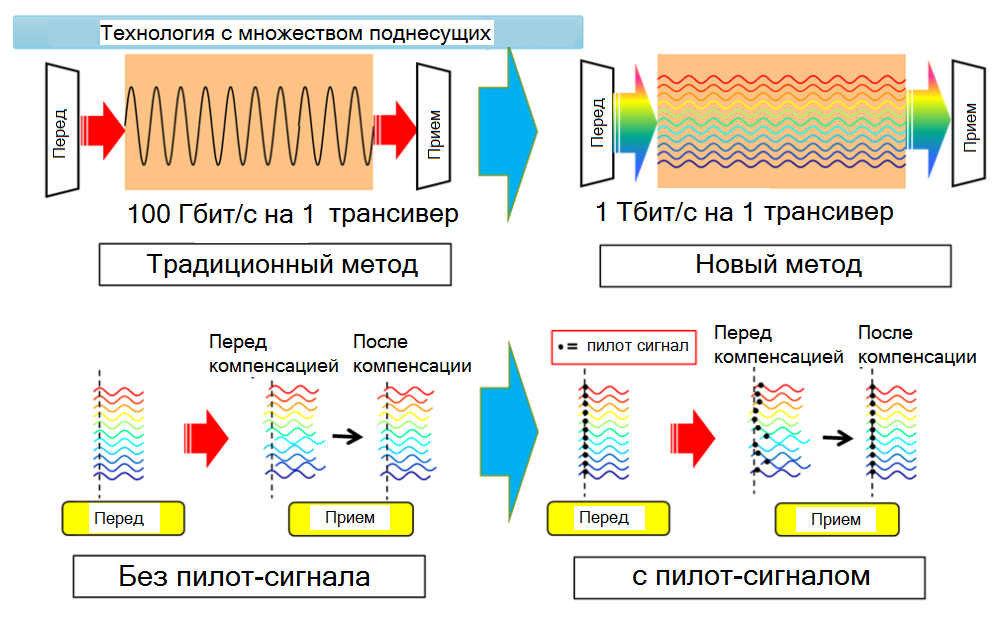 Технология с множеством поднесущих
Перед
Прием
Перед
Прием
100 Гбит/с на 1 трансивер
1 Тбит/с на 1 трансивер
Традиционный метод
Новый метод
Перед
компенсацией
После
компенсации
•= пилот сигнал
Перед
компенсацией
После
компенсации
Перед
Прием
Перед
Прием
Без пилот-сигнала
с пилот-сигналом